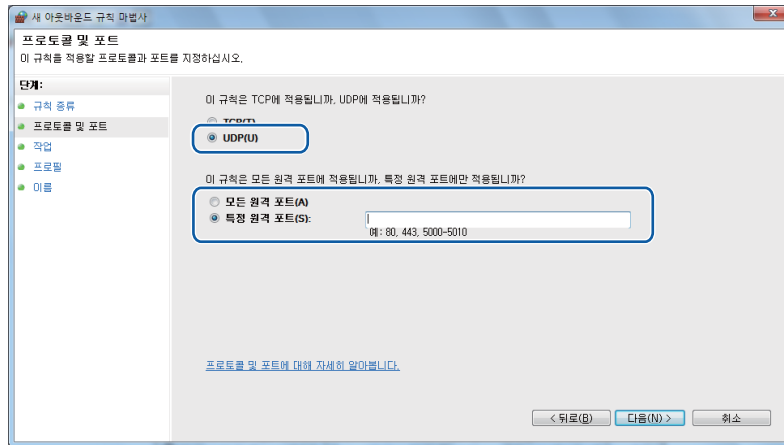 새 아웃바운드 규칙 마법사
프로토콜 및 포트
이 규칙을 적용할 프로토콜과 포트를 지정하십시오.
단계:
규칙 종류
프로토콜 및 포트
작업
프로필
이름
이 규칙은 TCP에 적용됩니까, UDP에 적용됩니까?
TCP(T)
UDP(U)
이 규칙은 모든 원격 포트에 적용됩니까, 특정 원격 포트에만 적용됩니까?
모든 원격 포트(A)
특정 원격 포트(S):
예: 80, 443, 5000-5010
프로토콜 및 포트에 대해 자세히 알아봅니다.
< 뒤로(B) 다음(N) > 취소